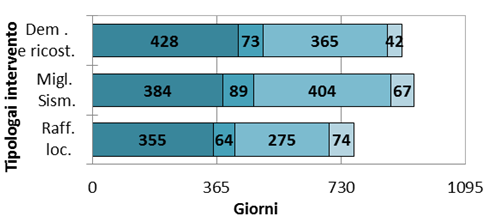 Tipologai intervento
Dem .
e ricost.
428 73 365 42
Migl.
Sism.
384 89 404 67
Raff.
loc.
355 64 275 74
0 365 730 1095
Giorni